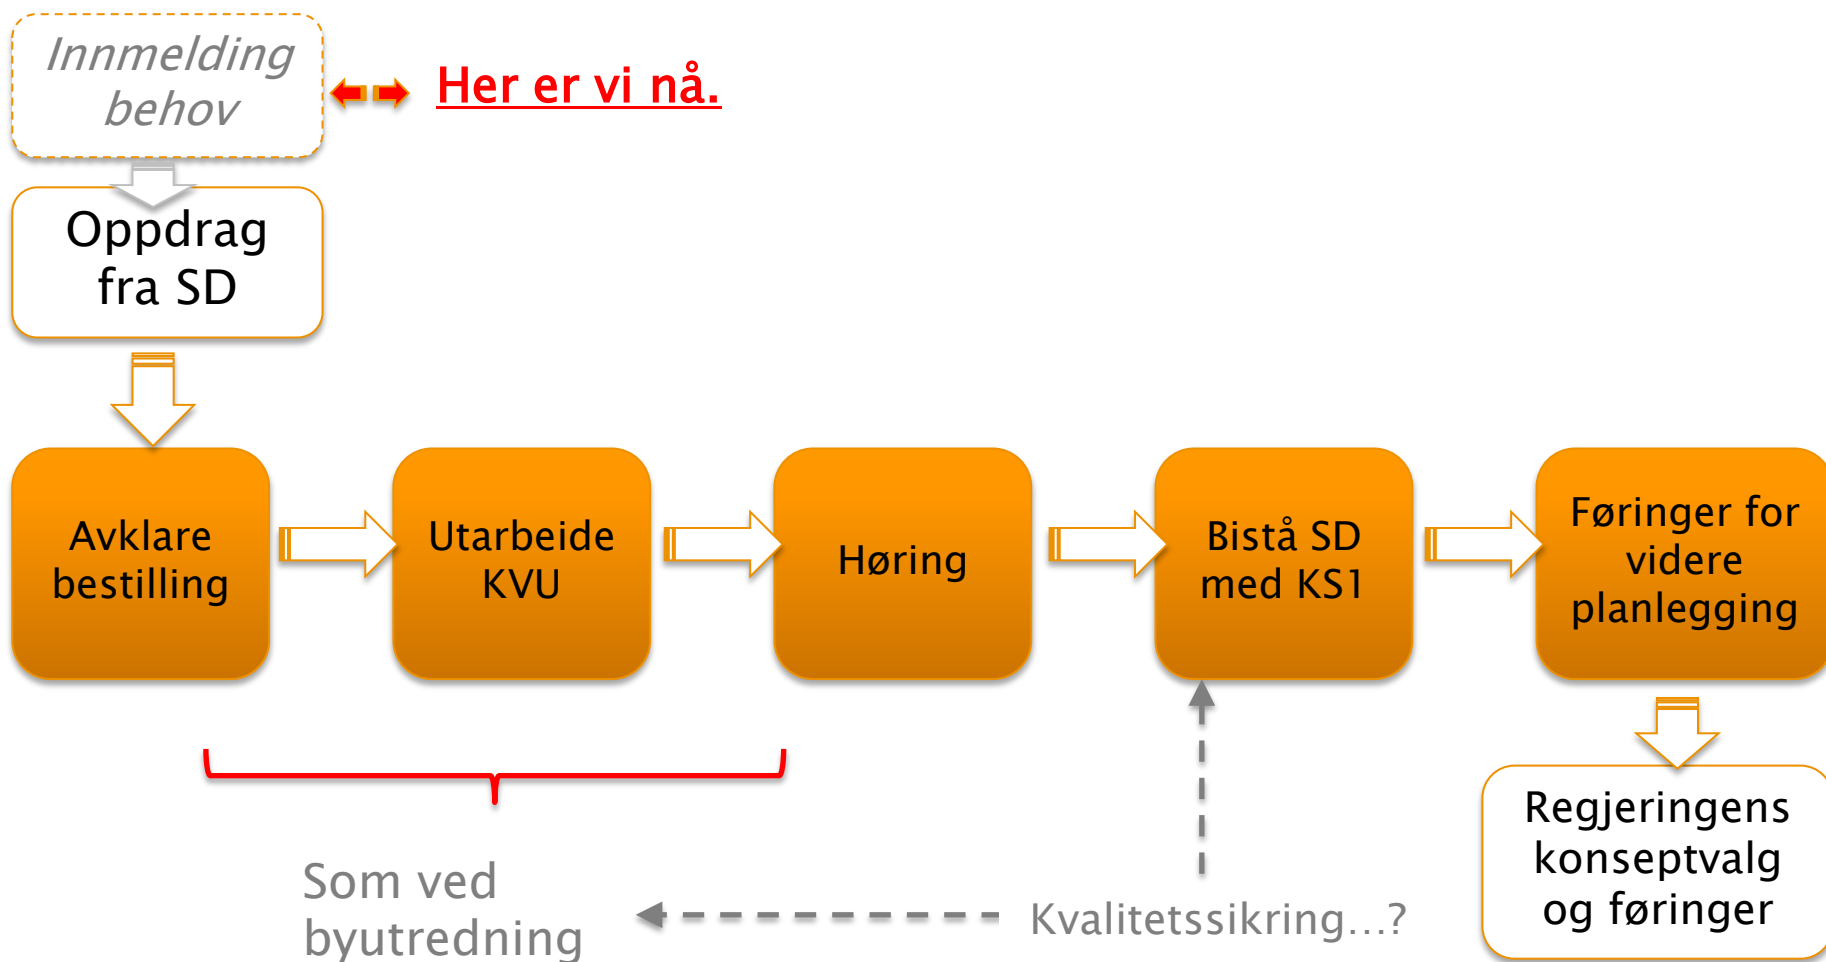 Innmelding
behov
Her er vi nå.
Oppdrag
fra SD
Avklare
bestilling
Utarbeide
KVU
Høring
Bistå SD
med KS1
Føringer for
videre
planlegging
Regjeringens
konseptvalg
og føringer
Som ved
byutredning
Kvalitetssikring...?